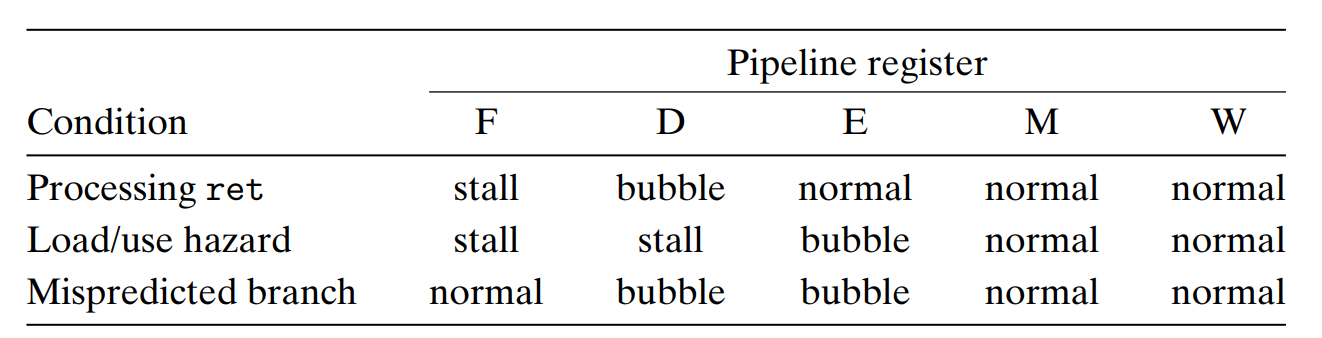 Pipeline register
Condition F D E M W
Processing ret stall bubble normal normal normal
Load/use hazard stall stall bubble normal normal
Mispredicted branch normal bubble bubble normal normal